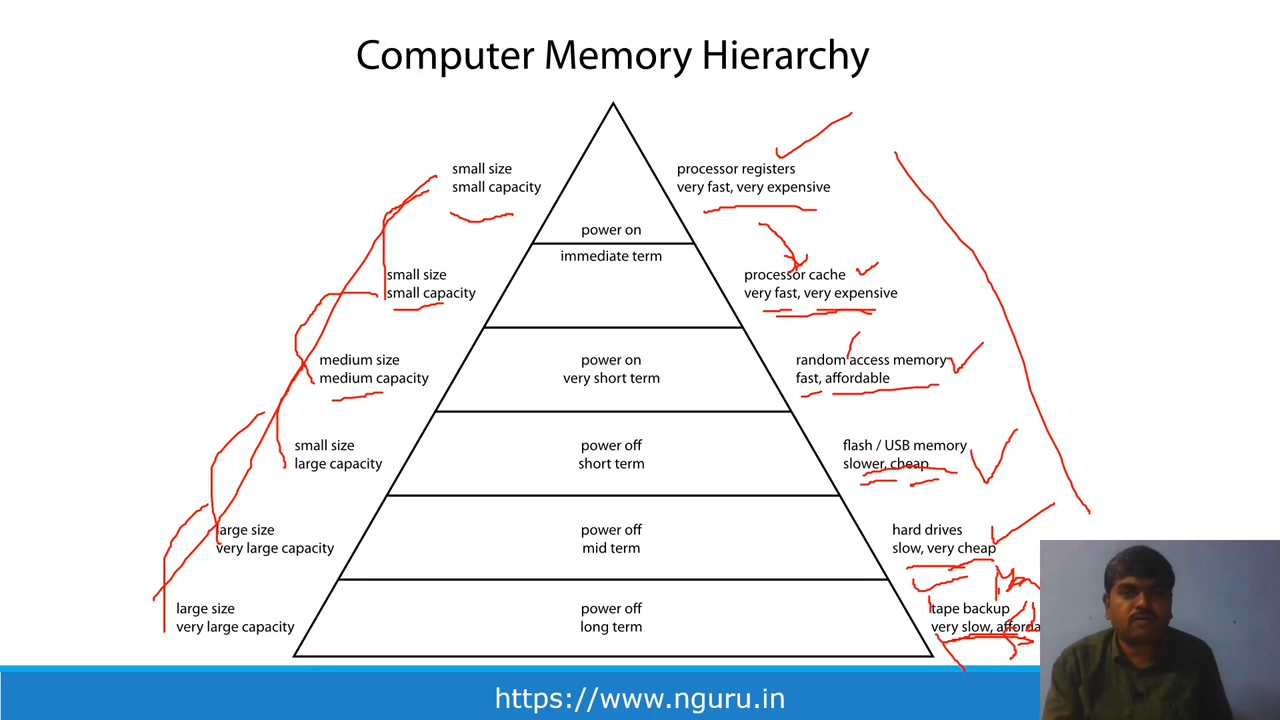 Computer Memory Hierarchy
small size
small capacity
processor registers
very fast, very expensive
power on
immediate term
small size
small capacity
processor cache
very fast, very expensive
medium size
medium capacity
power on
very short term
random access memory
fast, affordable
small size
large capacity
power off
short term
flash / USB memory
slower, cheap
large size
very large capacity
power off
mid term
hard drives
slow, very cheap
large size
very large capacity
power off
long term
tape backup
very slow,
https://www.nguru.in